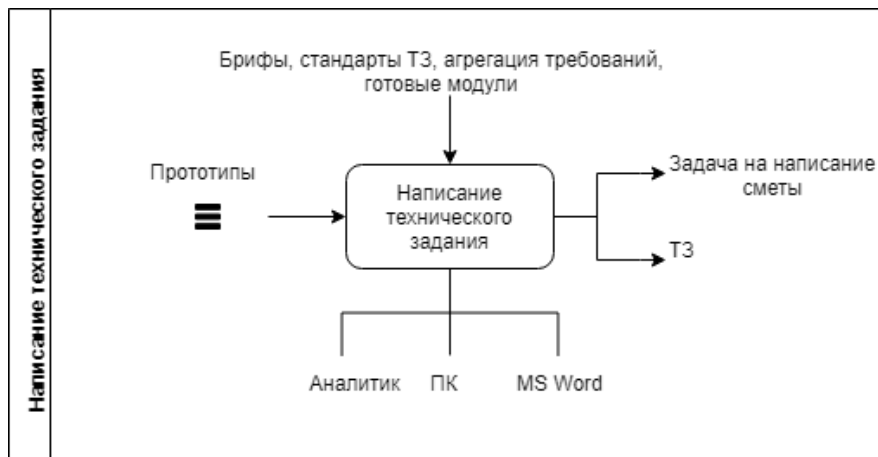 Написание технического задания
Брифы, стандарты ТЗ, агрегация требований,
готовые модули
Прототипы
Написание
технического
задания
Задача на написание
сметы
ТЗ
Аналитик
ПК
MS Word